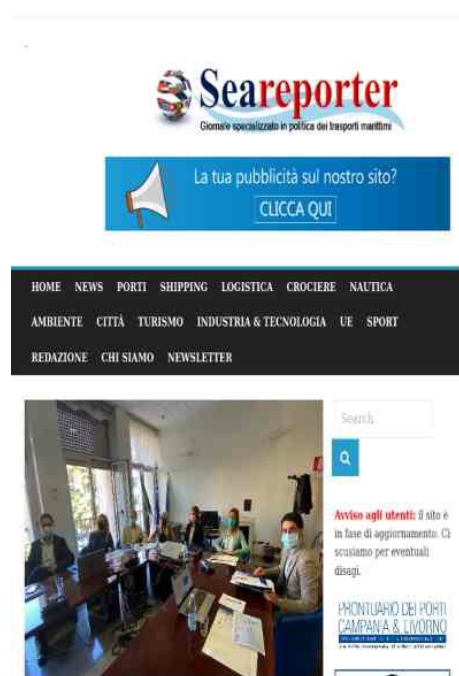 Seareporter
Giornale specializzato in politica dei trasporti marittimi
La tua pubblicità sul nostro sito?
CLICCA QUI
HOME NEWS PORTI SHIPPING LOGISTICA CROCIERE NAUTICA
AMBIENTE CITTÀ TURISMO INDUSTRIA & TECNOLOGIA UE SPORT
REDAZIONE CHI SIAMO NEWSLETTER
Search
Avviso agli utenti: il sito è
in fase di aggiornamento. Ci
scusiamo per eventuali
disagi.
PRONTUARIO DEI PORTI
CAMPANIA & LIVORNO